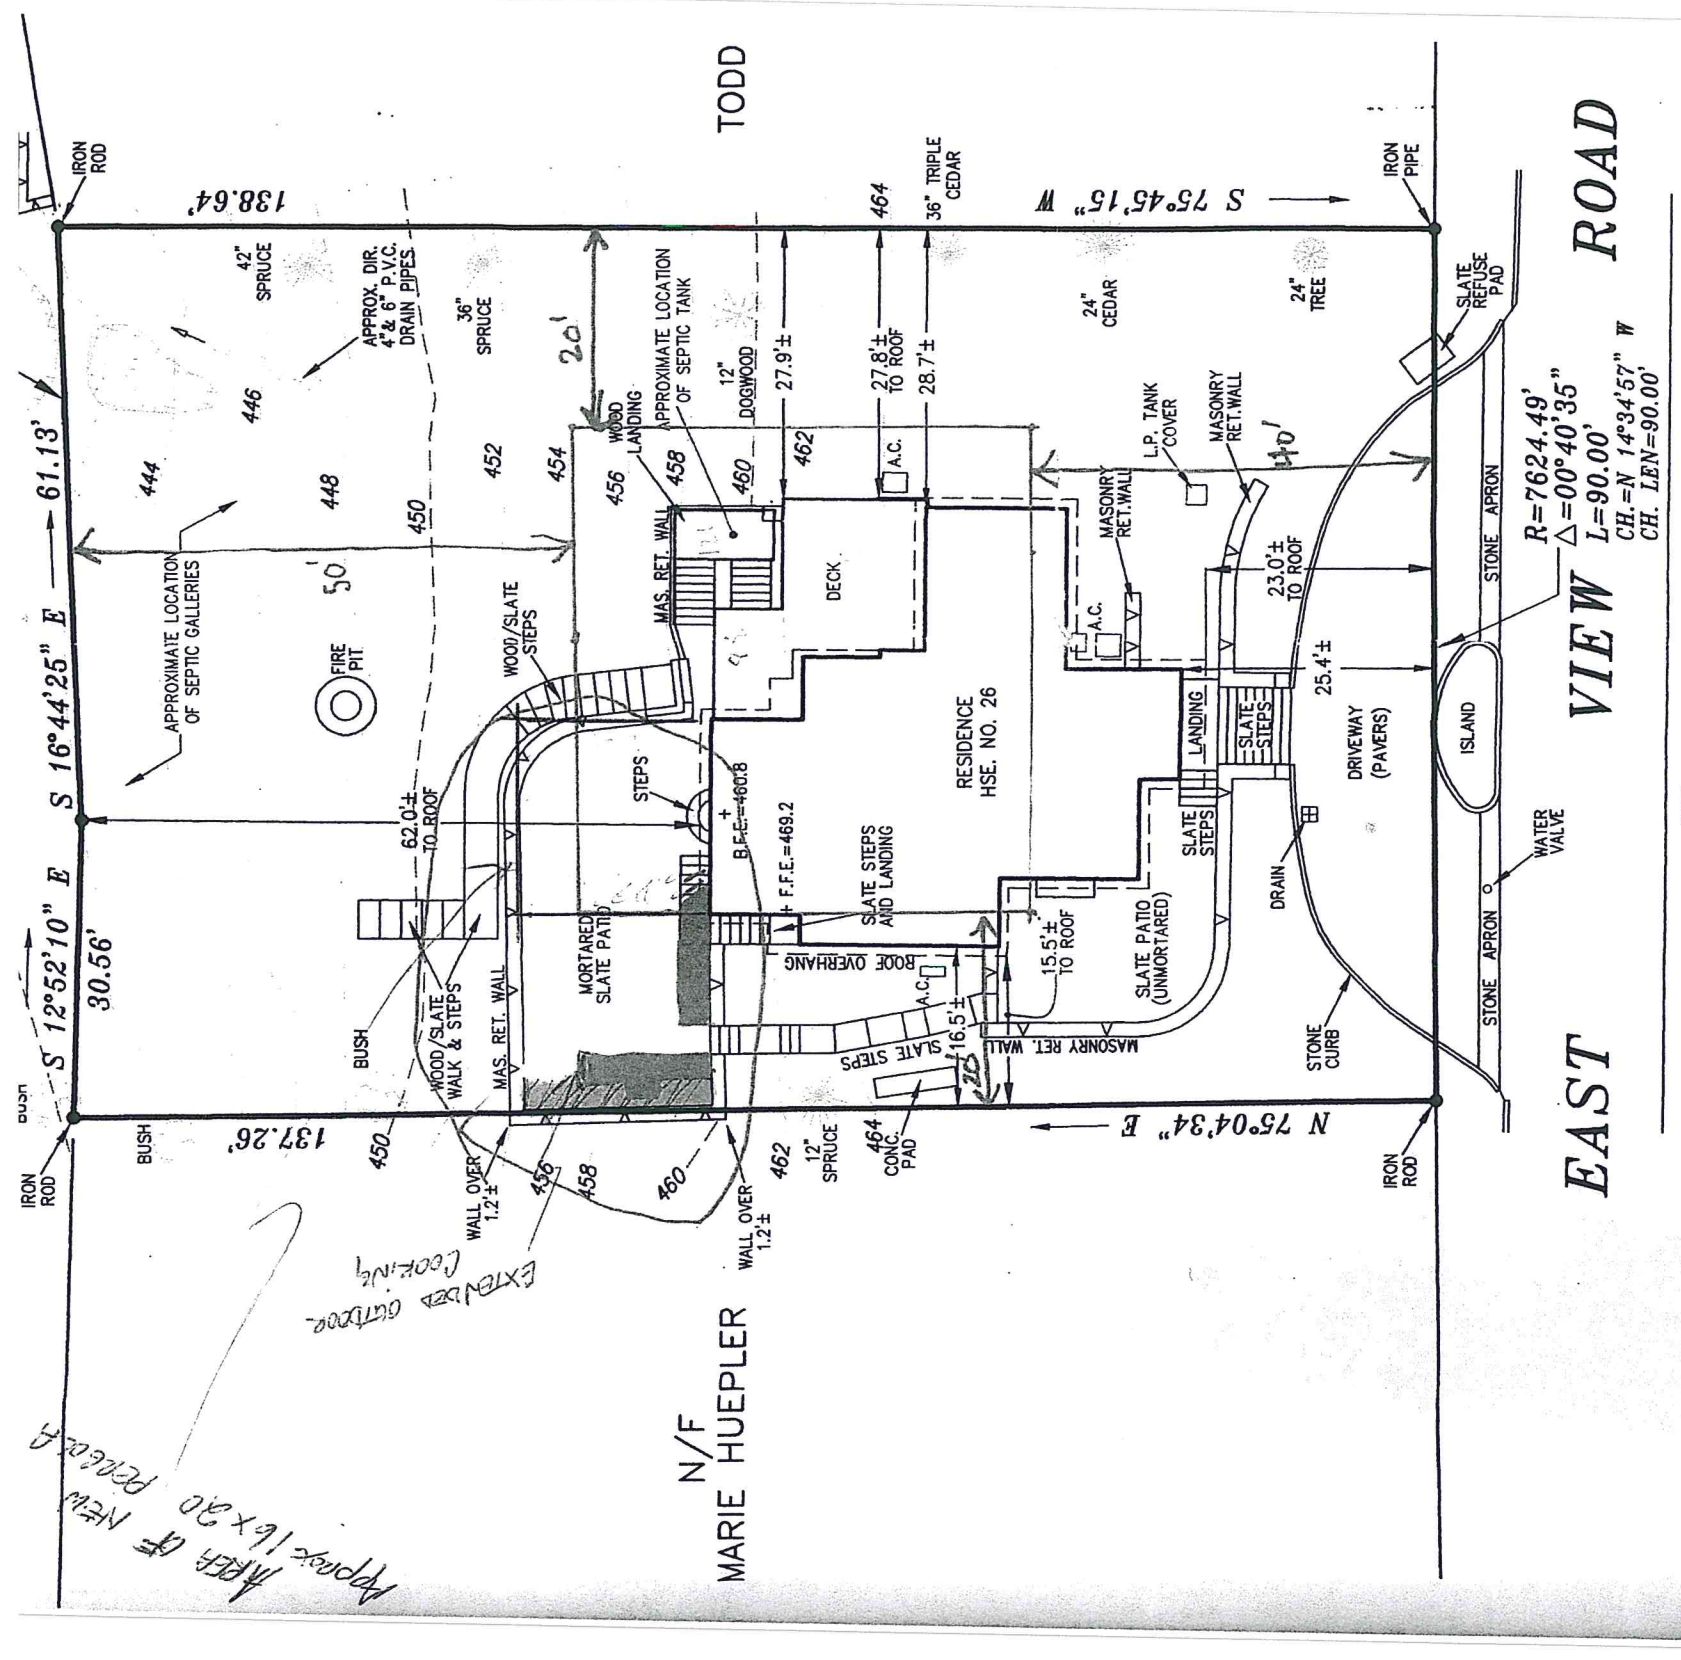 TODD
IRON
ROD
138.64'
S 75°45'15" W
IRON
PIPE
36" TRIPLE
CEDAR
464
42"
SPRUCE
APPROX. DIR.
4"& 6" P.V.C.
DRAIN PIPES
36"
SPRUCE
20'
APPROXIMATE LOCATION
OF SEPTIC TANK
12"
DOGWOOD
27.9'±
27.8'±
TO ROOF
28.7'±
24"
CEDAR
24"
TREE
SLATE
REFUSE
PAD
61.13'
S 16°44'25" E
444
446
448
450
452
454
456
458
460
462
WOOD
LANDING
A.C.
L.P. TANK
COVER
MASONRY
RET.WALL
MASONRY
RET.WALL
40'
APPROXIMATE LOCATION
OF SEPTIC GALLERIES
50'
FIRE
PIT
WOOD/SLATE
STEPS
MAS. RET. WALL
DECK
A.C.
23.0'±
TO ROOF
25.4'±
STONE APRON
R=7624.49'
△=00°40'35"
L=90.00'
CH.=N 14°34'57" W
CH. LEN=90.00'
62.0'±
TO ROOF
STEPS
B.F.E.=460.8
F.F.E.=469.2
RESIDENCE
HSE. NO. 26
LANDING
SLATE
STEPS
DRIVEWAY
(PAVERS)
ISLAND
SLATE STEPS
AND LANDING
SLATE
STEPS
DRAIN
WATER
VALVE
S 12°52'10" E
30.56'
BUSH
BUSH
WOOD/SLATE
WALK & STEPS
MAS. RET. WALL
MORTARED
SLATE PATIO
ROOF OVERHANG
A.C.
16.5'±
20'
15.5'±
TO ROOF
SLATE PATIO
(UNMORTARED)
SLATE STEPS
MASONRY RET. WALL
STONE
CURB
STONE APRON
IRON
ROD
BUSH
137.26'
450
WALL OVER
1.2'±
456
458
460
WALL OVER
1.2'±
462
12"
SPRUCE
464
CONC.
PAD
N 75°04'34" E
IRON
ROD
EAST VIEW ROAD
EXTENDED OUTDOOR
COOKING
N/F
MARIE HUEPLER
AREA OF NEW PERGOLA
Approx 16 x 20